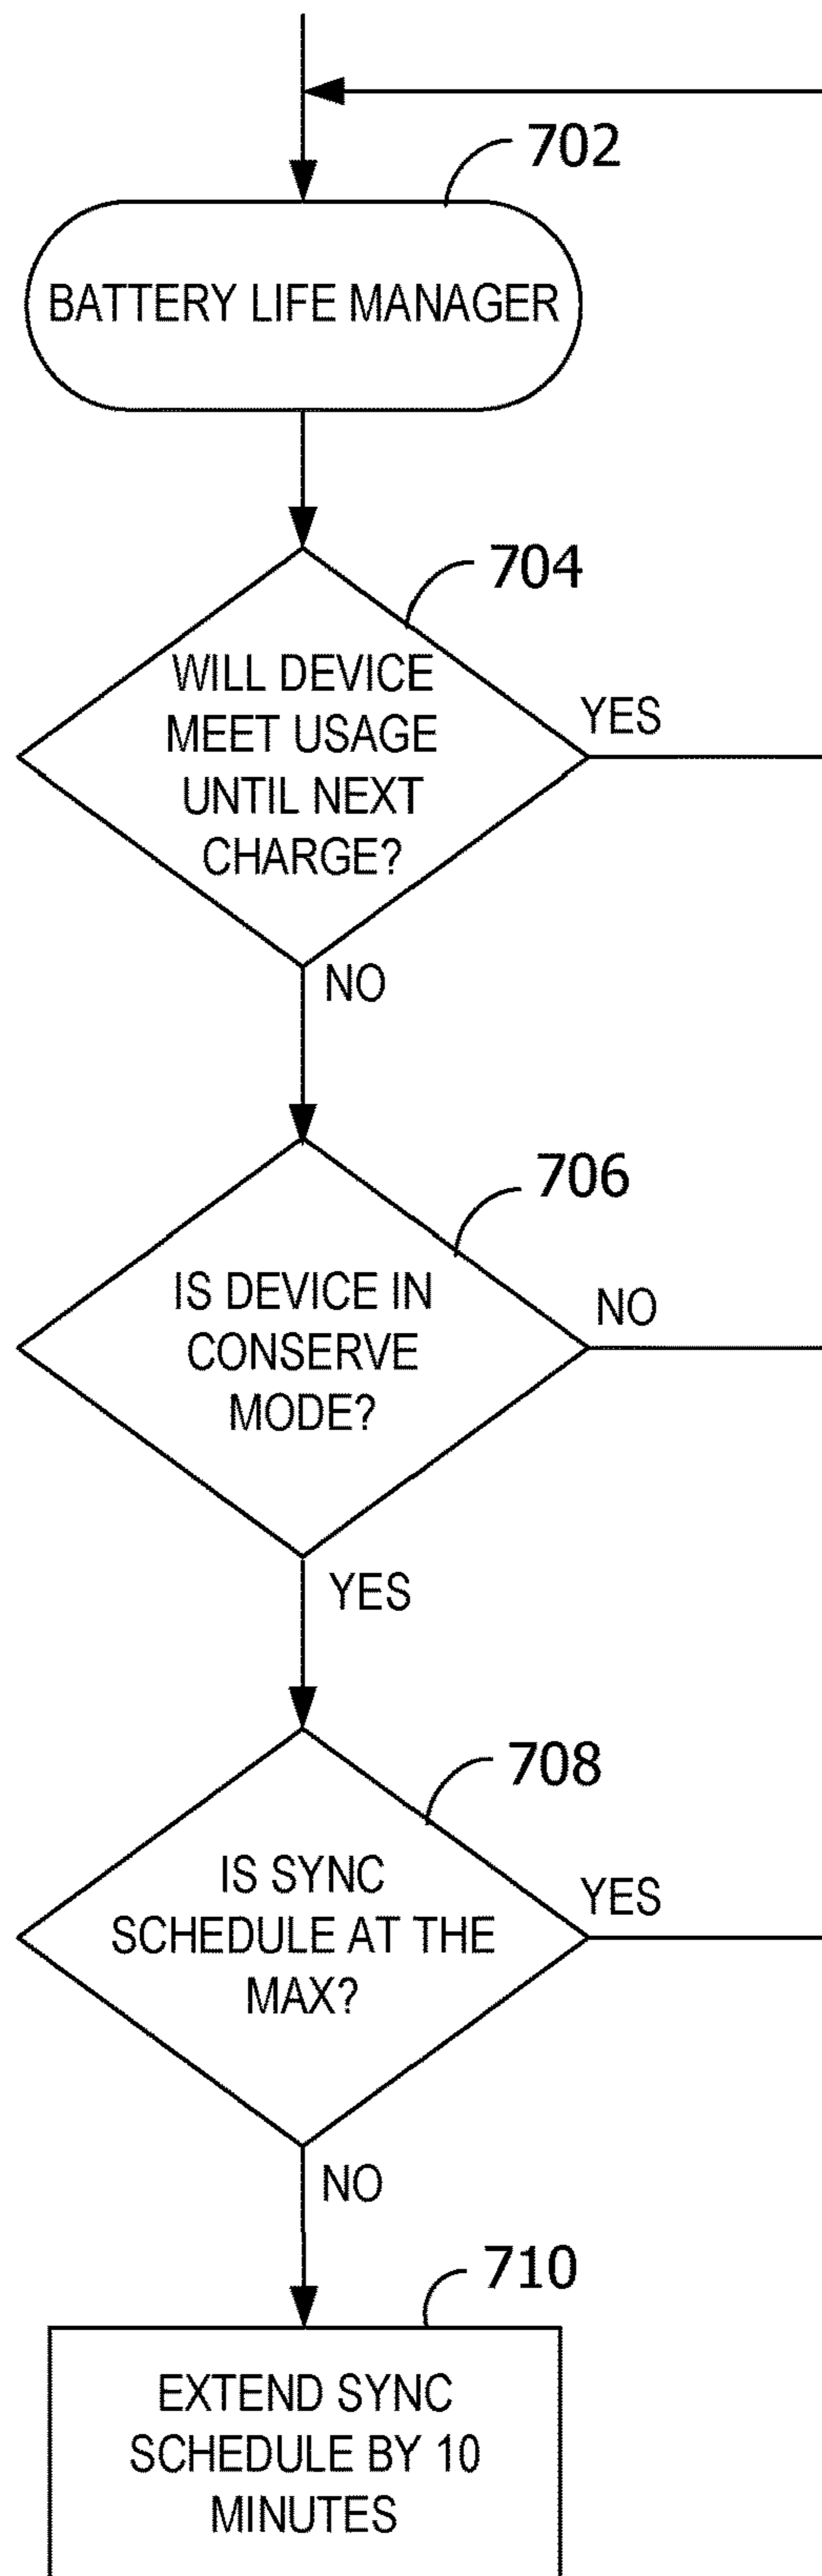 702
BATTERY LIFE MANAGER
704
WILL DEVICE
MEET USAGE
UNTIL NEXT
CHARGE?
YES
NO
706
IS DEVICE IN
CONSERVE
MODE?
NO
YES
708
IS SYNC
SCHEDULE AT THE
MAX?
YES
NO
710
EXTEND SYNC
SCHEDULE BY 10
MINUTES